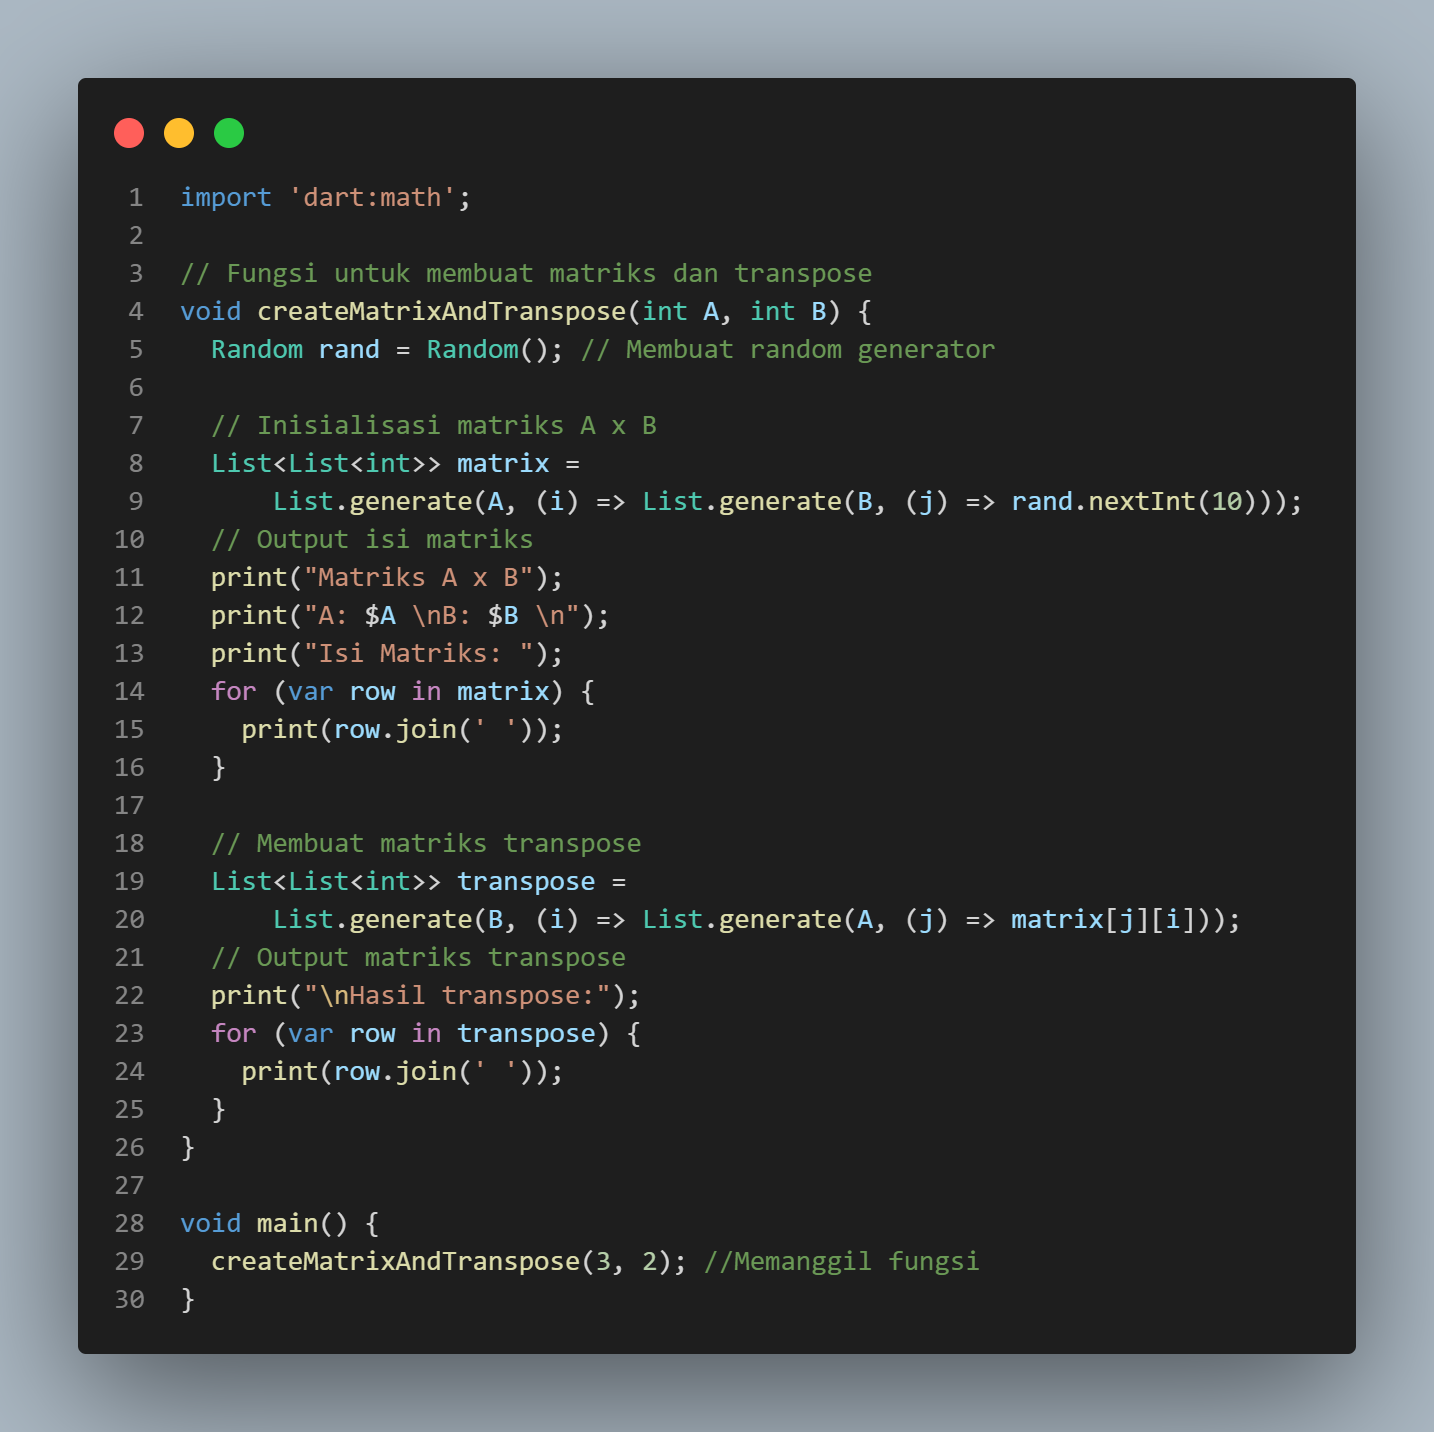 1 import 'dart:math';
2
3 // Fungsi untuk membuat matriks dan transpose
4 void createMatrixAndTranspose(int A, int B) {
5   Random rand = Random(); // Membuat random generator
6
7   // Inisialisasi matriks A x B
8   List<List<int>> matrix =
9       List.generate(A, (i) => List.generate(B, (j) => rand.nextInt(10)));
10   // Output isi matriks
11   print("Matriks A x B");
12   print("A: $A \nB: $B \n");
13   print("Isi Matriks: ");
14   for (var row in matrix) {
15     print(row.join(' '));
16   }
17
18   // Membuat matriks transpose
19   List<List<int>> transpose =
20       List.generate(B, (i) => List.generate(A, (j) => matrix[j][i]));
21   // Output matriks transpose
22   print("\nHasil transpose:");
23   for (var row in transpose) {
24     print(row.join(' '));
25   }
26 }
27
28 void main() {
29   createMatrixAndTranspose(3, 2); //Memanggil fungsi
30 }